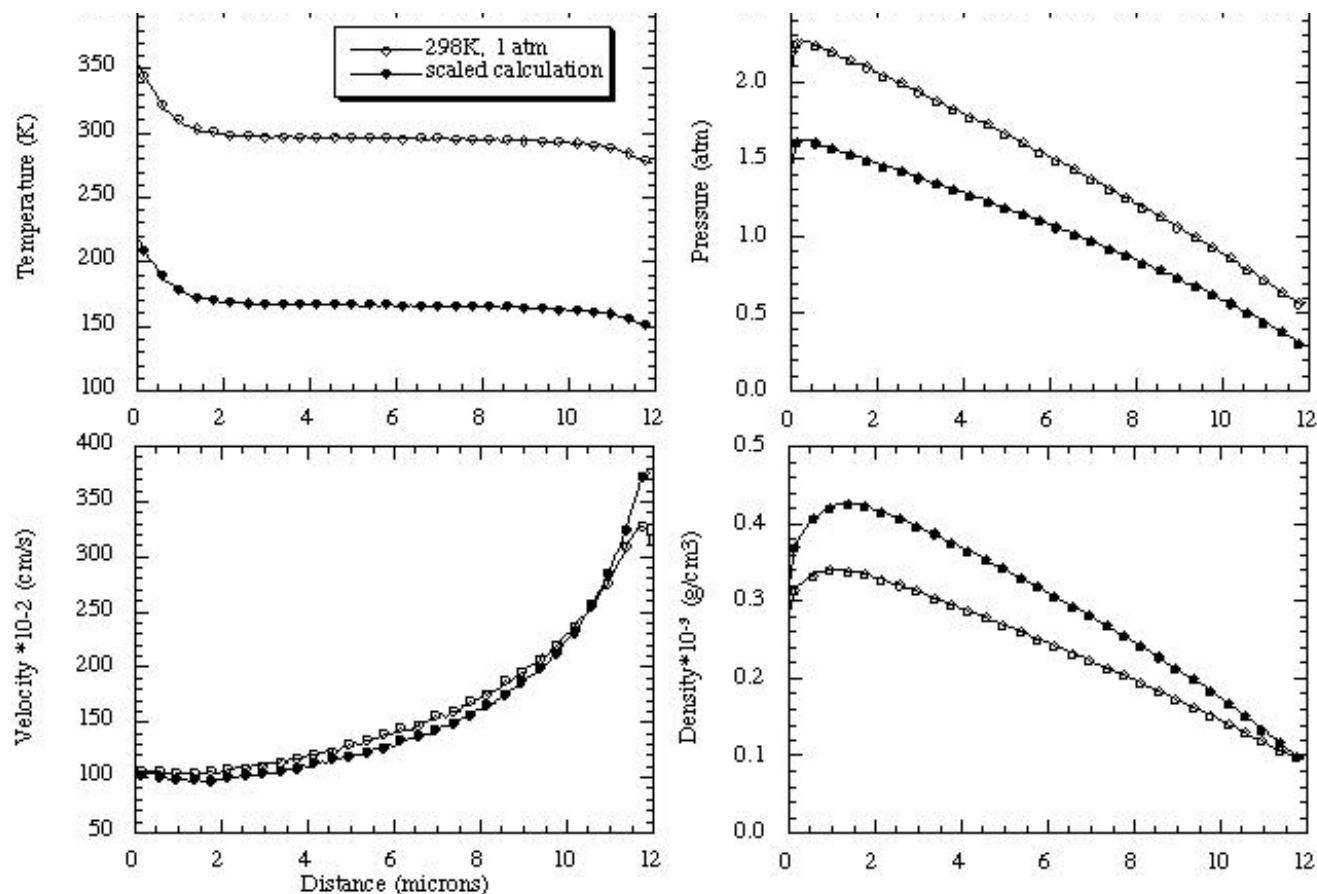 298K, 1 atm
scaled calculation
Temperature (K)
350
300
250
200
150
100
0 2 4 6 8 10 12
Pressure (atm)
2.0
1.5
1.0
0.5
0.0
0 2 4 6 8 10 12
Velocity *10-2 (cm/s)
400
350
300
250
200
150
100
50
0 2 4 6 8 10 12
Distance (microns)
Density*10⁻³ (g/cm3)
0.5
0.4
0.3
0.2
0.1
0.0
0 2 4 6 8 10 12